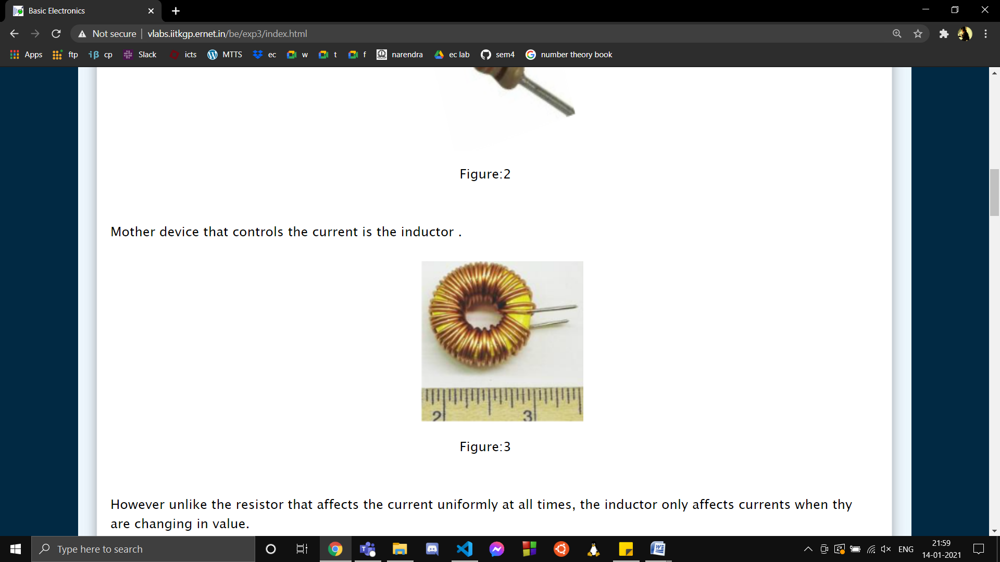 Basic Electronics
Not secure | vlabs.iitkgp.ernet.in/be/exp3/index.html
Apps ftp iβ cp Slack icts MTTS ec w t f narendra ec lab sem4 number theory book
Figure:2
Mother device that controls the current is the inductor .
2 3
Figure:3
However unlike the resistor that affects the current uniformly at all times, the inductor only affects currents when thy
are changing in value.
Type here to search
ENG
21:59
14-01-2021